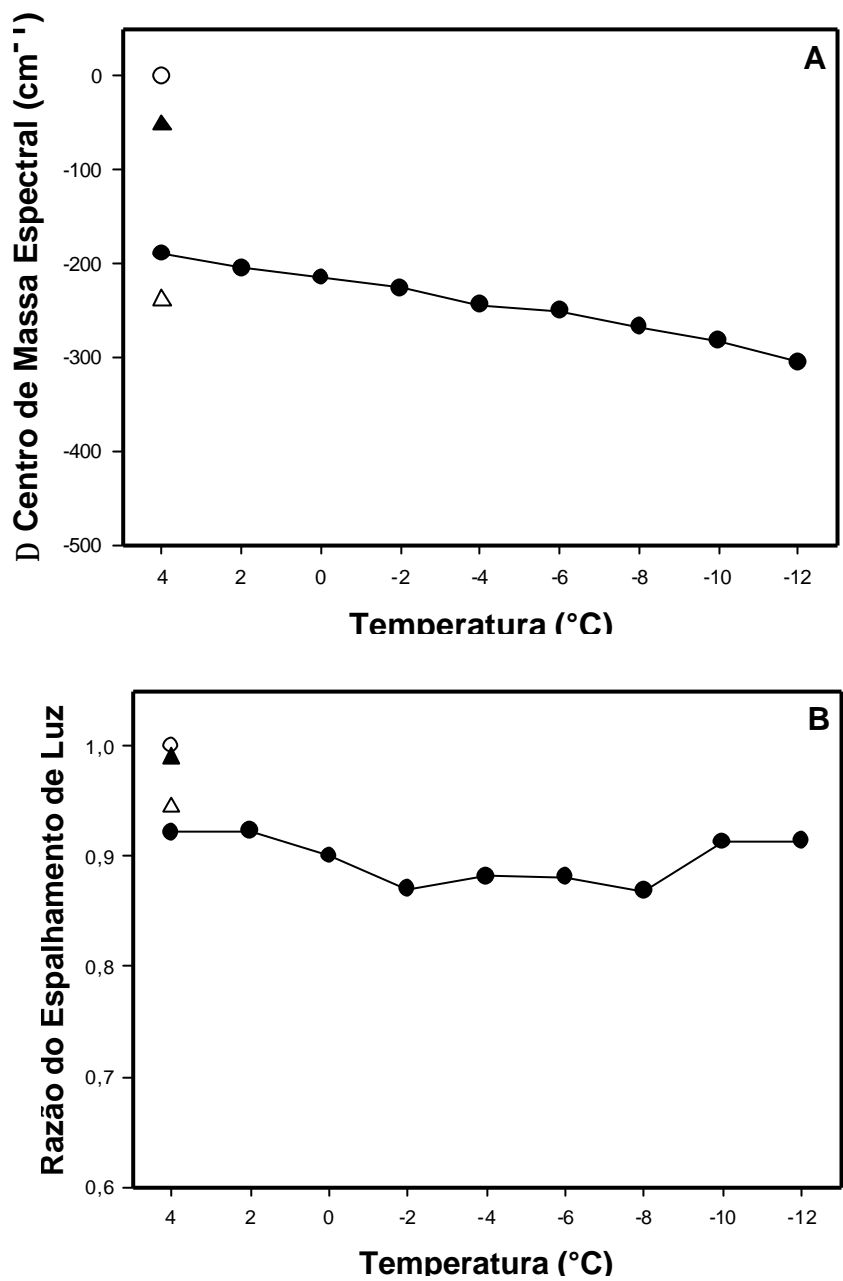 A
D Centro de Massa Espectral (cm⁻¹)
0
-100
-200
-300
-400
-500
4 2 0 -2 -4 -6 -8 -10 -12
Temperatura (°C)
B
Razão do Espalhamento de Luz
1,0
0,9
0,8
0,7
0,6
4 2 0 -2 -4 -6 -8 -10 -12
Temperatura (°C)